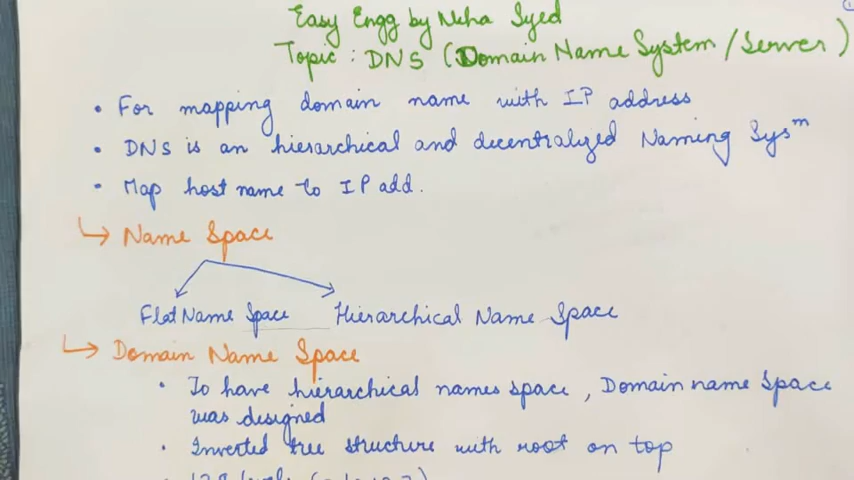 Easy Engg by Neha Syed
Topic : DNS (Domain Name System / Server)
• For mapping domain name with IP address
• DNS is an hierarchical and decentralized Naming Sysm
• Map host name to IP add.
Name Space
Flat Name Space Hierarchical Name Space
Domain Name Space
• To have hierarchical names space, Domain name Space
was designed
• Inverted tree structure with root on top